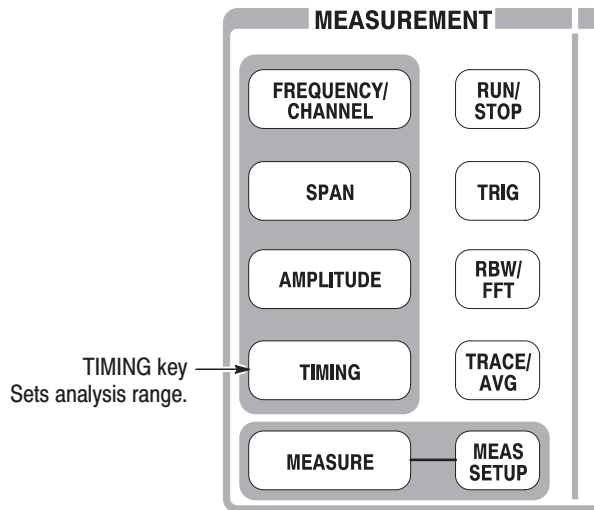 MEASUREMENT
FREQUENCY/
CHANNEL
RUN/
STOP
SPAN
TRIG
AMPLITUDE
RBW/
FFT
TIMING key
Sets analysis range.
TIMING
TRACE/
AVG
MEASURE
MEAS
SETUP